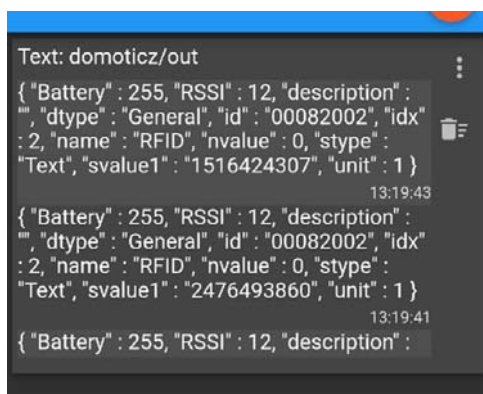 Text: domoticz/out
{ "Battery" : 255, "RSSI" : 12, "description" :
"", "dtype" : "General", "id" : "00082002", "idx"
: 2, "name" : "RFID", "nvalue" : 0, "stype" :
"Text", "svalue1" : "1516424307", "unit" : 1 }
13:19:43
{ "Battery" : 255, "RSSI" : 12, "description" :
"", "dtype" : "General", "id" : "00082002", "idx"
: 2, "name" : "RFID", "nvalue" : 0, "stype" :
"Text", "svalue1" : "2476493860", "unit" : 1 }
13:19:41
{ "Battery" : 255, "RSSI" : 12, "description" :